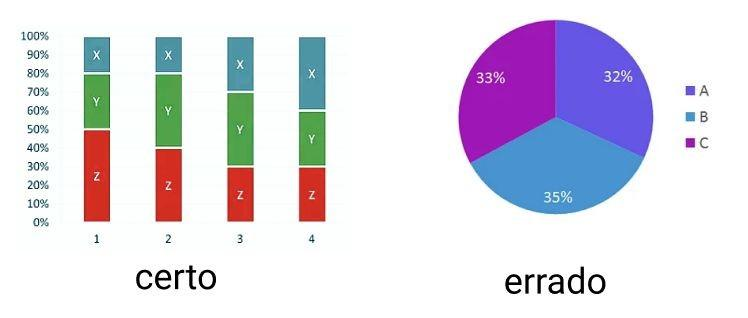 100%
90%
80%
70%
60%
50%
40%
30%
20%
10%
0%
X
Y
Z
X
Y
Z
X
Y
Z
X
Y
Z
1 2 3 4
certo
33% 32%
35%
A
B
C
errado